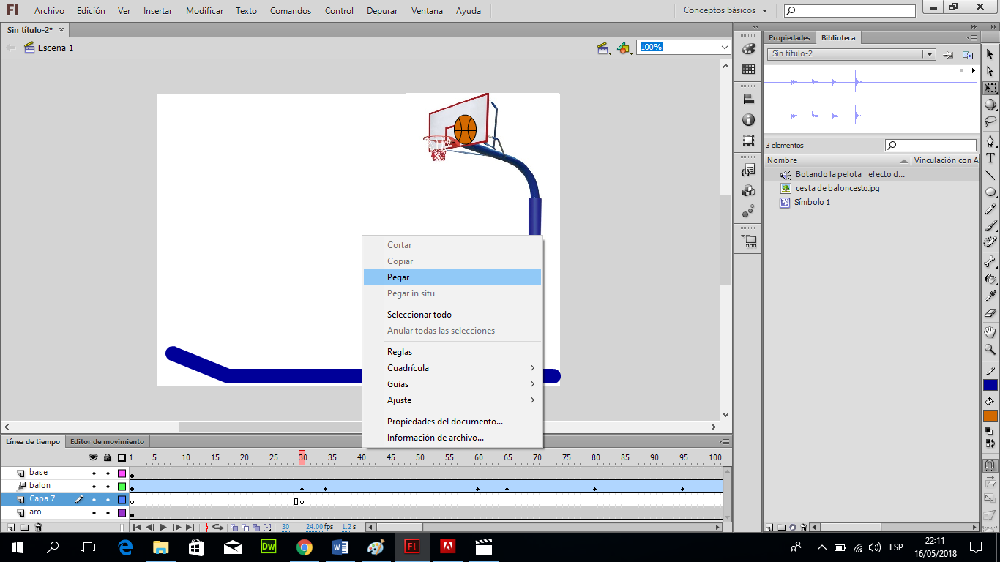 Fl Archivo Edición Ver Insertar Modificar Texto Comandos Control Depurar Ventana Ayuda Conceptos básicos
Sin título-2* ×
Escena 1 100%
Propiedades Biblioteca
Sin título-2
3 elementos
Nombre Vinculación con A
Botando la pelota efecto d...
cesta de baloncesto.jpg
Símbolo 1
Cortar
Copiar
Pegar
Pegar in situ
Seleccionar todo
Anular todas las selecciones
Reglas
Cuadrícula
Guías
Ajuste
Propiedades del documento...
Información de archivo...
Línea de tiempo Editor de movimiento
1 5 10 15 20 25 30 35 40 45 50 55 60 65 70 75 80 85 90 95 100
base
balon
Capa 7
aro
30 24.00 fps 1.2 s
Dw W Fl ESP 22:11
16/05/2018